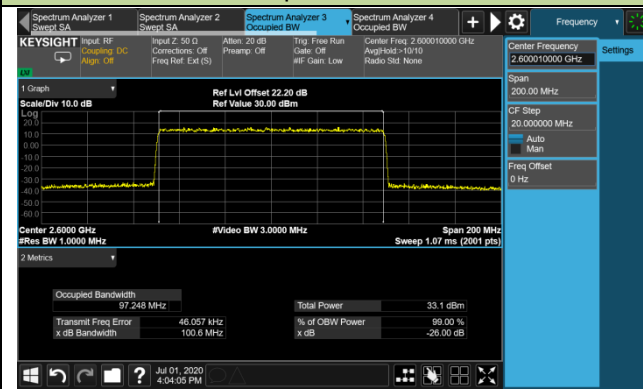 Spectrum Analyzer 1
Swept SA
Spectrum Analyzer 2
Swept SA
Spectrum Analyzer 3
Occupied BW
Spectrum Analyzer 4
Occupied BW
Frequency
KEYSIGHT
Input: RF
Coupling: DC
Align: Off
Input Z: 50 Ω
Corrections: Off
Freq Ref: Ext (S)
Atten: 20 dB
Preamp: Off
Trig: Free Run
Gate: Off
#IF Gain: Low
Center Freq: 2.600010000 GHz
Avg|Hold:>10/10
Radio Std: None
LM
Center Frequency
2.600010000 GHz
Settings
Span
200.00 MHz
CF Step
20.000000 MHz
Auto
Man
Freq Offset
0 Hz
1 Graph
Scale/Div 10.0 dB
Ref Lvl Offset 22.20 dB
Ref Value 30.00 dBm
Log
20.0
10.0
0.00
-10.0
-20.0
-30.0
-40.0
-50.0
-60.0
Center 2.6000 GHz
#Res BW 1.0000 MHz
#Video BW 3.0000 MHz
Span 200 MHz
Sweep 1.07 ms (2001 pts)
2 Metrics
Occupied Bandwidth
97.248 MHz
Total Power 33.1 dBm
Transmit Freq Error 46.057 kHz
% of OBW Power 99.00 %
x dB Bandwidth 100.6 MHz
x dB -26.00 dB
Jul 01, 2020
4:04:05 PM